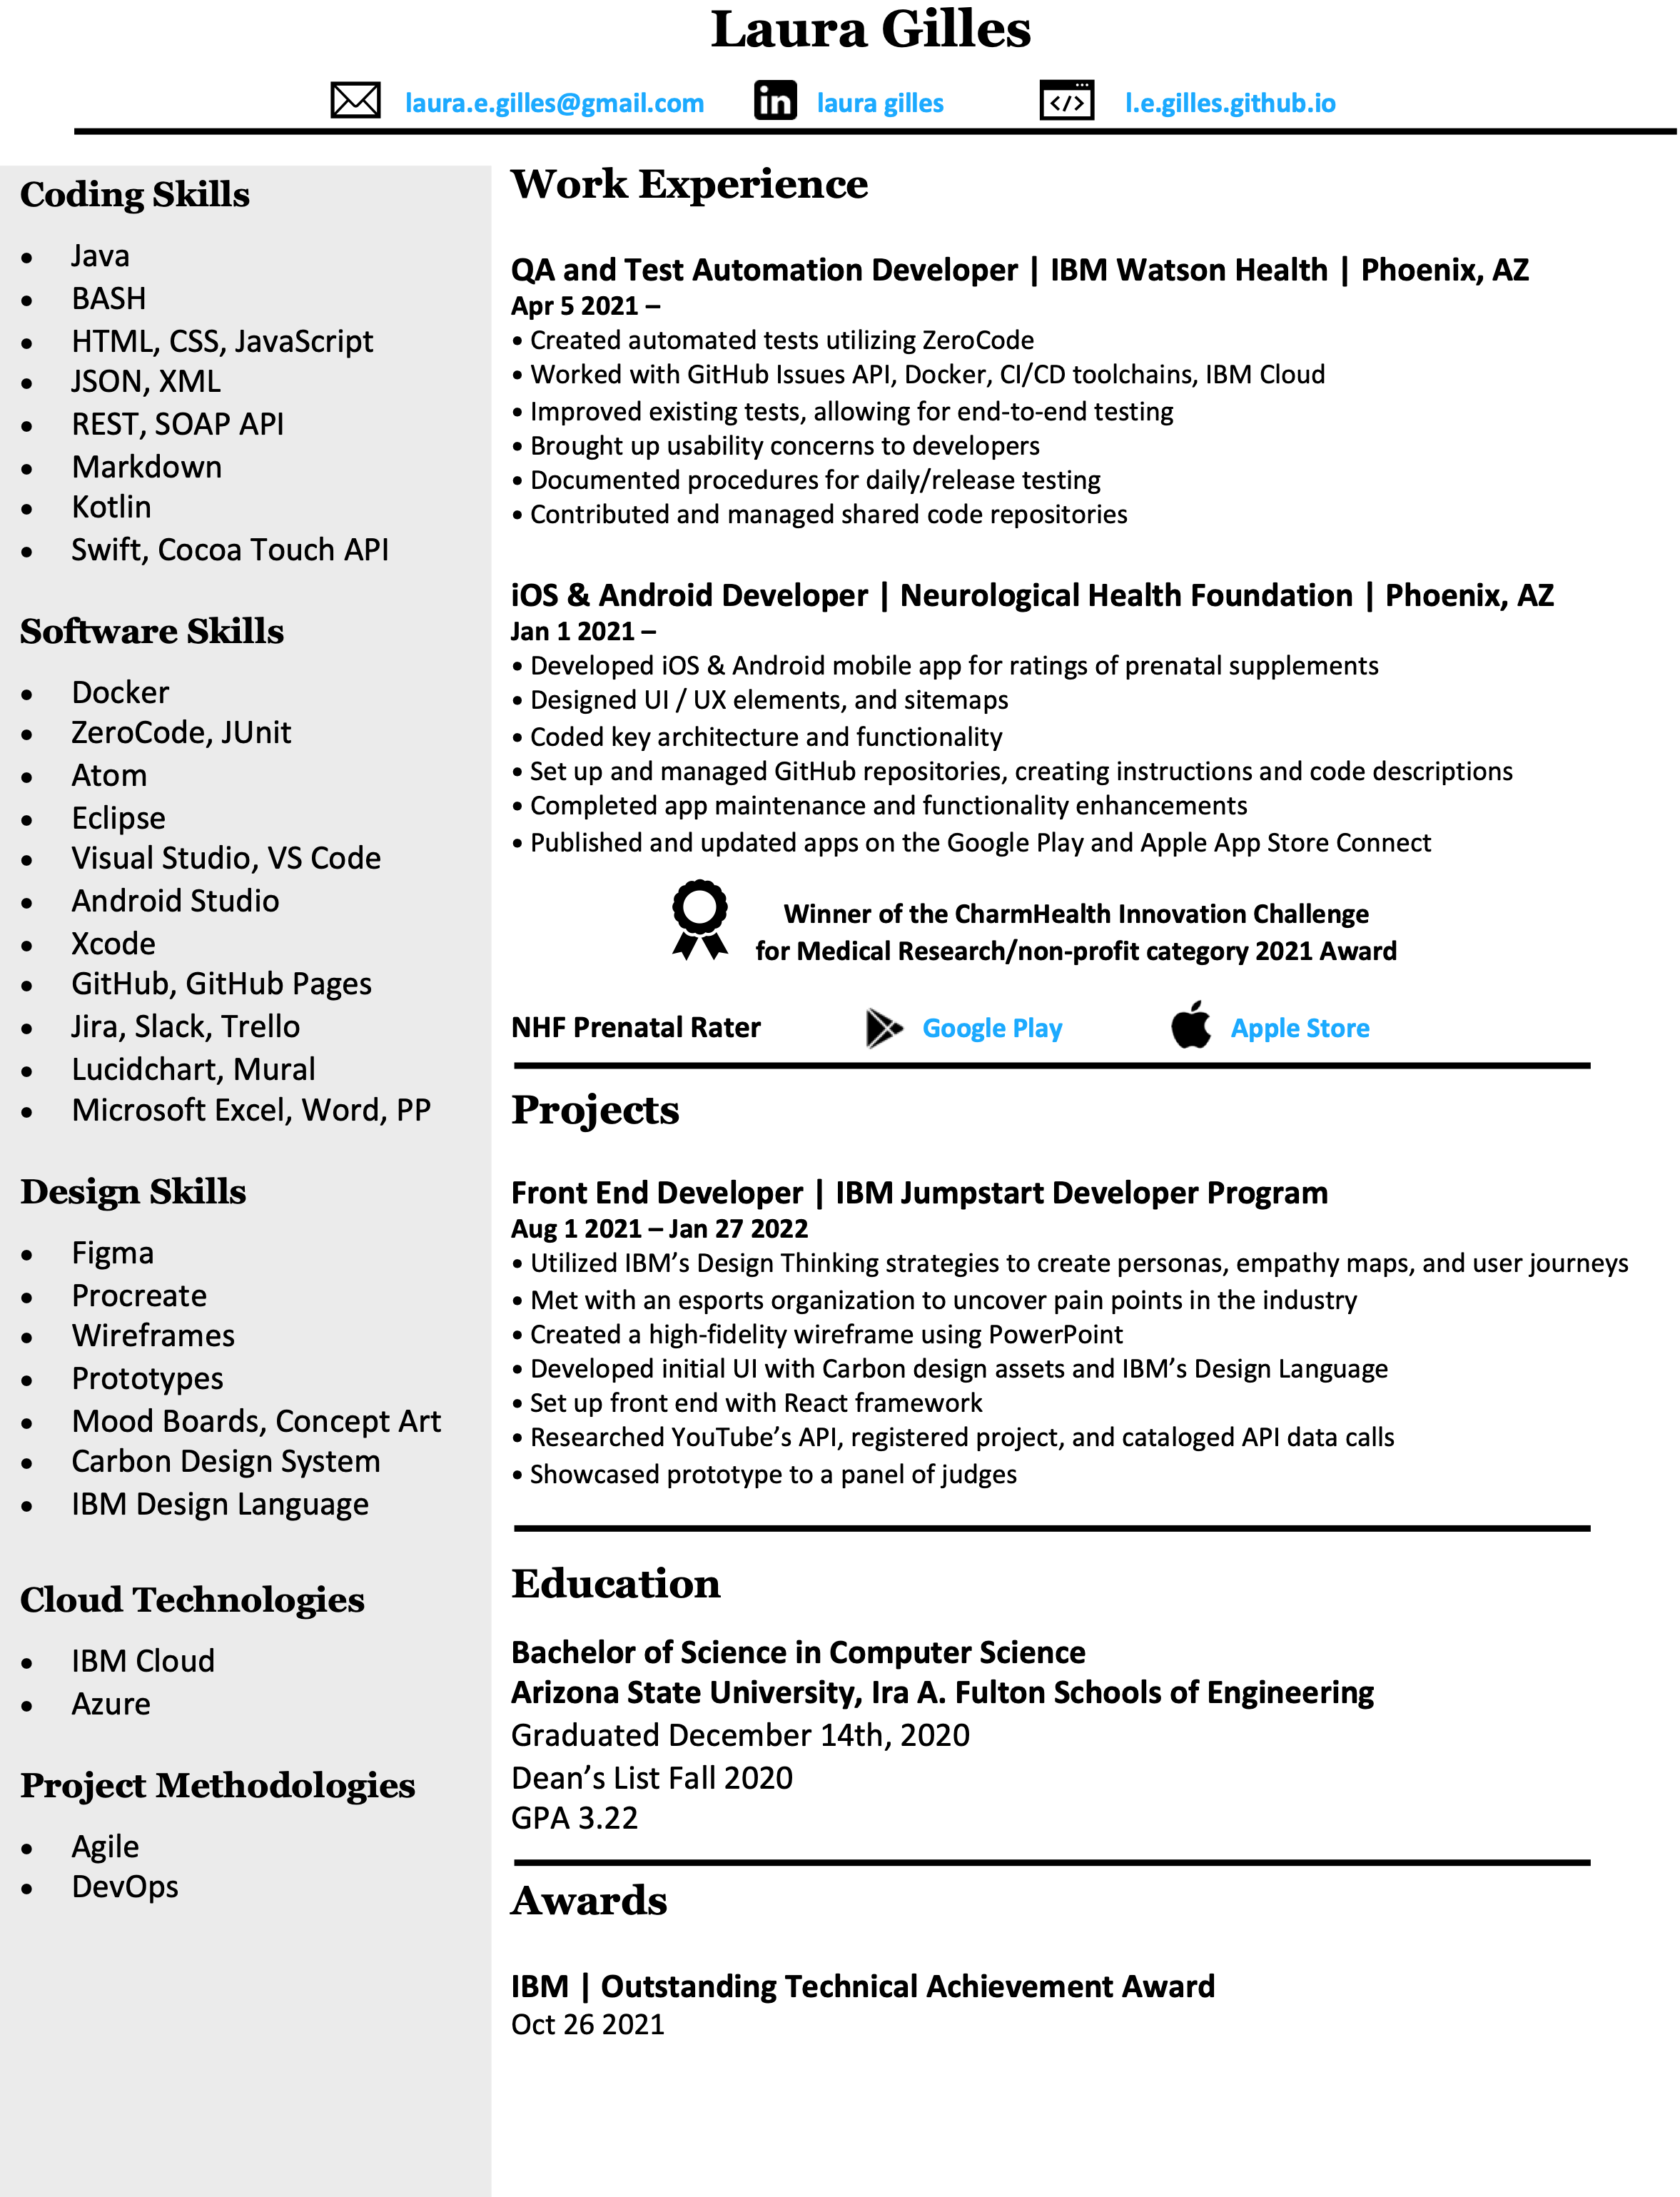 Laura Gilles
laura.e.gilles@gmail.com in laura gilles </> l.e.gilles.github.io
Coding Skills
• Java
• BASH
• HTML, CSS, JavaScript
• JSON, XML
• REST, SOAP API
• Markdown
• Kotlin
• Swift, Cocoa Touch API
Software Skills
• Docker
• ZeroCode, JUnit
• Atom
• Eclipse
• Visual Studio, VS Code
• Android Studio
• Xcode
• GitHub, GitHub Pages
• Jira, Slack, Trello
• Lucidchart, Mural
• Microsoft Excel, Word, PP
Design Skills
• Figma
• Procreate
• Wireframes
• Prototypes
• Mood Boards, Concept Art
• Carbon Design System
• IBM Design Language
Cloud Technologies
• IBM Cloud
• Azure
Project Methodologies
• Agile
• DevOps
Work Experience
QA and Test Automation Developer | IBM Watson Health | Phoenix, AZ
Apr 5 2021 –
• Created automated tests utilizing ZeroCode
• Worked with GitHub Issues API, Docker, CI/CD toolchains, IBM Cloud
• Improved existing tests, allowing for end-to-end testing
• Brought up usability concerns to developers
• Documented procedures for daily/release testing
• Contributed and managed shared code repositories
iOS & Android Developer | Neurological Health Foundation | Phoenix, AZ
Jan 1 2021 –
• Developed iOS & Android mobile app for ratings of prenatal supplements
• Designed UI / UX elements, and sitemaps
• Coded key architecture and functionality
• Set up and managed GitHub repositories, creating instructions and code descriptions
• Completed app maintenance and functionality enhancements
• Published and updated apps on the Google Play and Apple App Store Connect
Winner of the CharmHealth Innovation Challenge
for Medical Research/non-profit category 2021 Award
NHF Prenatal Rater Google Play Apple Store
Projects
Front End Developer | IBM Jumpstart Developer Program
Aug 1 2021 – Jan 27 2022
• Utilized IBM’s Design Thinking strategies to create personas, empathy maps, and user journeys
• Met with an esports organization to uncover pain points in the industry
• Created a high-fidelity wireframe using PowerPoint
• Developed initial UI with Carbon design assets and IBM’s Design Language
• Set up front end with React framework
• Researched YouTube’s API, registered project, and cataloged API data calls
• Showcased prototype to a panel of judges
Education
Bachelor of Science in Computer Science
Arizona State University, Ira A. Fulton Schools of Engineering
Graduated December 14th, 2020
Dean’s List Fall 2020
GPA 3.22
Awards
IBM | Outstanding Technical Achievement Award
Oct 26 2021